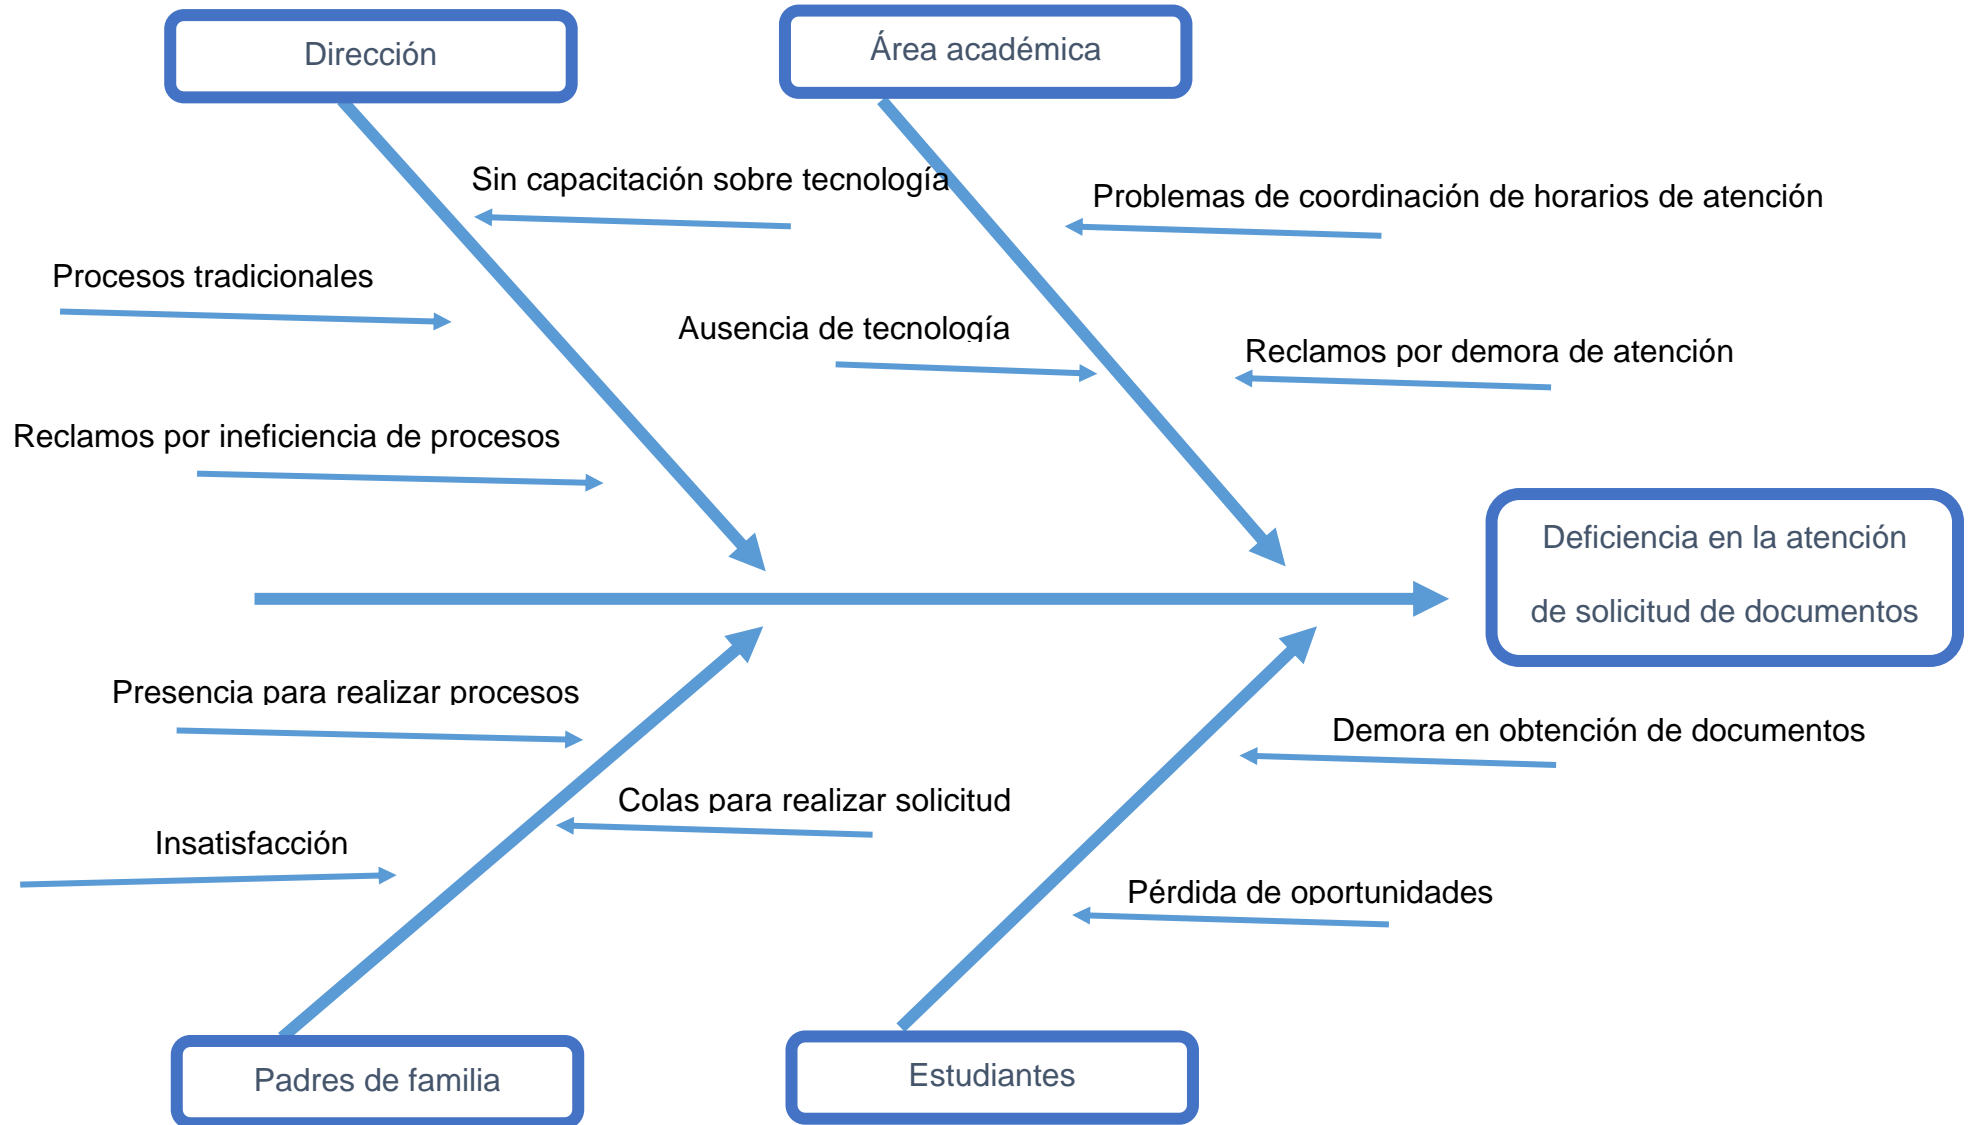 Dirección
Área académica
Sin capacitación sobre tecnología
Problemas de coordinación de horarios de atención
Procesos tradicionales
Ausencia de tecnología
Reclamos por demora de atención
Reclamos por ineficiencia de procesos
Deficiencia en la atención
de solicitud de documentos
Presencia para realizar procesos
Demora en obtención de documentos
Colas para realizar solicitud
Insatisfacción
Pérdida de oportunidades
Padres de familia
Estudiantes